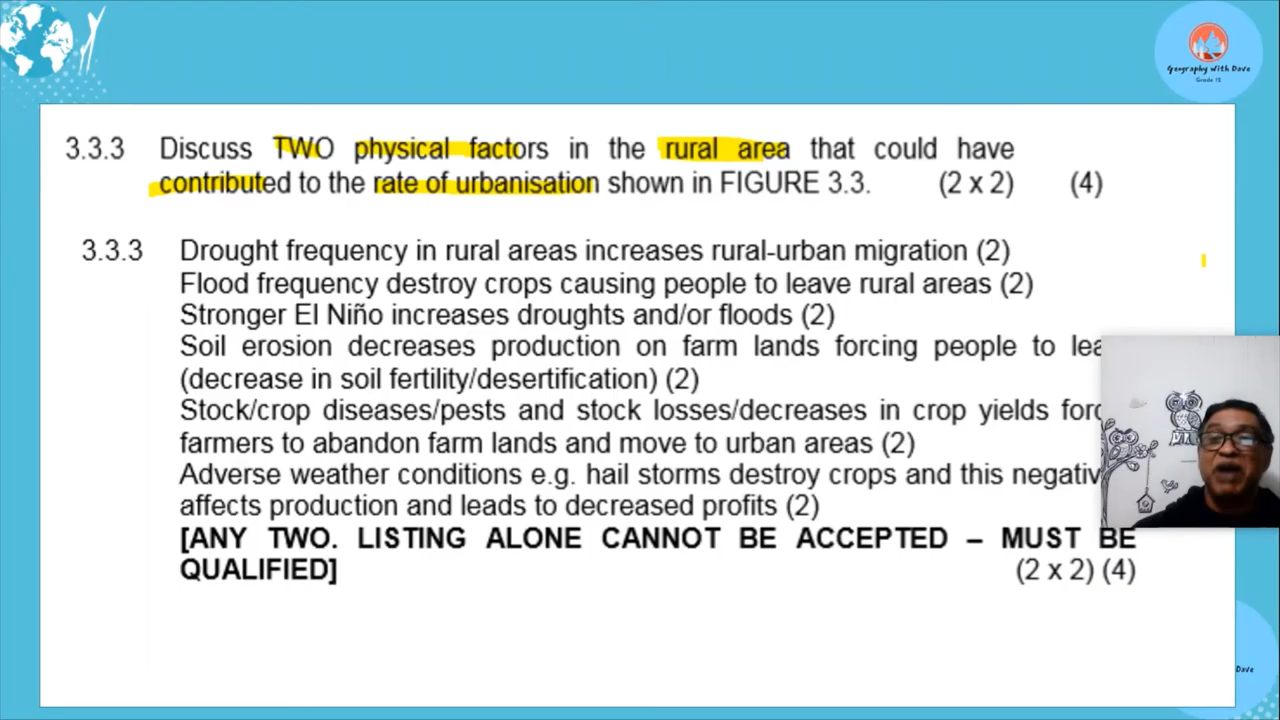 Geography with Dave
Grade 12
3.3.3 Discuss TWO physical factors in the rural area that could have
contributed to the rate of urbanisation shown in FIGURE 3.3. (2 x 2) (4)
3.3.3 Drought frequency in rural areas increases rural-urban migration (2)
Flood frequency destroy crops causing people to leave rural areas (2)
Stronger El Niño increases droughts and/or floods (2)
Soil erosion decreases production on farm lands forcing people to
(decrease in soil fertility/desertification) (2)
Stock/crop diseases/pests and stock losses/decreases in crop yields
farmers to abandon farm lands and move to urban areas (2)
Adverse weather conditions e.g. hail storms destroy crops and this
affects production and leads to decreased profits (2)
[ANY TWO. LISTING ALONE CANNOT BE ACCEPTED – MUST BE
QUALIFIED] (2 x 2) (4)
Dave